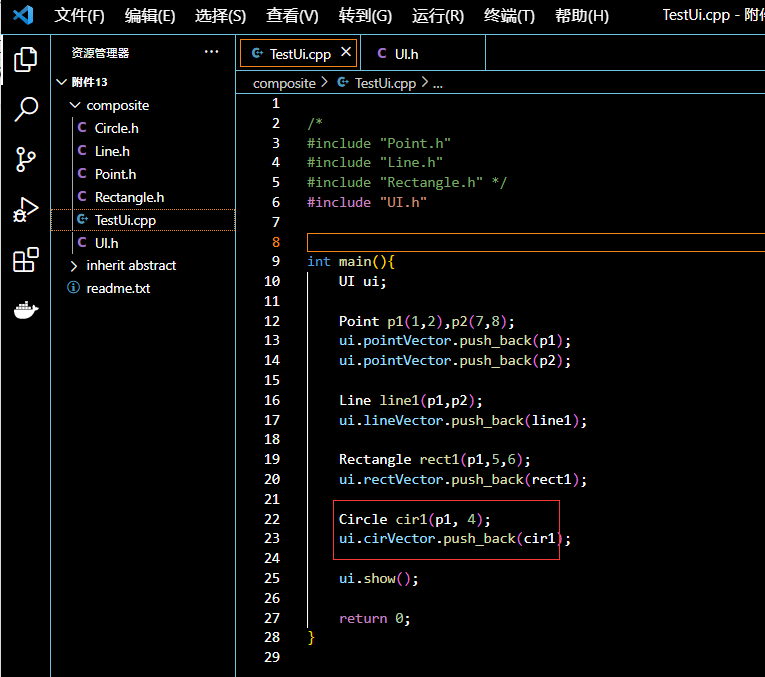 文件(F) 编辑(E) 选择(S) 查看(V) 转到(G) 运行(R) 终端(T) 帮助(H) TestUi.cpp - 附件
资源管理器 ...
附件13
composite
C Circle.h
C Line.h
C Point.h
C Rectangle.h
TestUi.cpp
C UI.h
inherit abstract
readme.txt
TestUi.cpp C UI.h
composite > TestUi.cpp > ...
1
2 /*
3 #include "Point.h"
4 #include "Line.h"
5 #include "Rectangle.h" */
6 #include "UI.h"
7
8
9 int main(){
10 UI ui;
11
12 Point p1(1,2),p2(7,8);
13 ui.pointVector.push_back(p1);
14 ui.pointVector.push_back(p2);
15
16 Line line1(p1,p2);
17 ui.lineVector.push_back(line1);
18
19 Rectangle rect1(p1,5,6);
20 ui.rectVector.push_back(rect1);
21
22 Circle cir1(p1, 4);
23 ui.cirVector.push_back(cir1);
24
25 ui.show();
26
27 return 0;
28 }
29